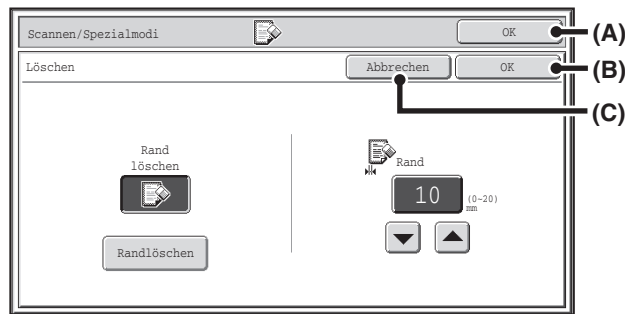 Scannen/Spezialmodi
OK
(A)
Löschen
Abbrechen
OK
(B)
(C)
Rand
löschen
Randlöschen
Rand
10
(0~20)
mm